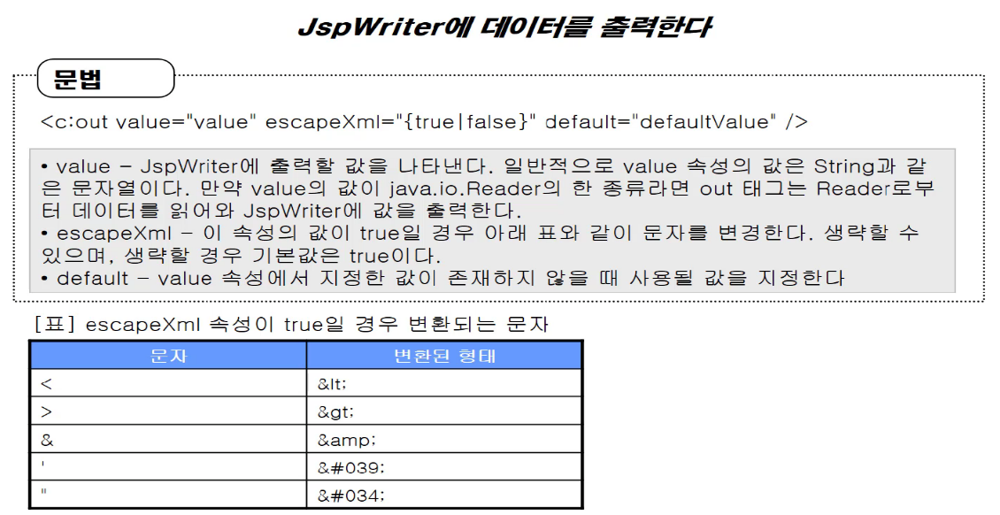 JspWriter에 데이터를 출력한다
문법
<c:out value="value" escapeXml="{true|false}" default="defaultValue" />
• value - JspWriter에 출력할 값을 나타낸다. 일반적으로 value 속성의 값은 String과 같
은 문자열이다. 만약 value의 값이 java.io.Reader의 한 종류라면 out 태그는 Reader로부
터 데이터를 읽어와 JspWriter에 값을 출력한다.
• escapeXml - 이 속성의 값이 true일 경우 아래 표와 같이 문자를 변경한다. 생략할 수
있으며, 생략할 경우 기본값은 true이다.
• default - value 속성에서 지정한 값이 존재하지 않을 때 사용될 값을 지정한다
[표] escapeXml 속성이 true일 경우 변환되는 문자
문자 변환된 형태
< &lt;
> &gt;
& &amp;
' &#039;
" &#034;